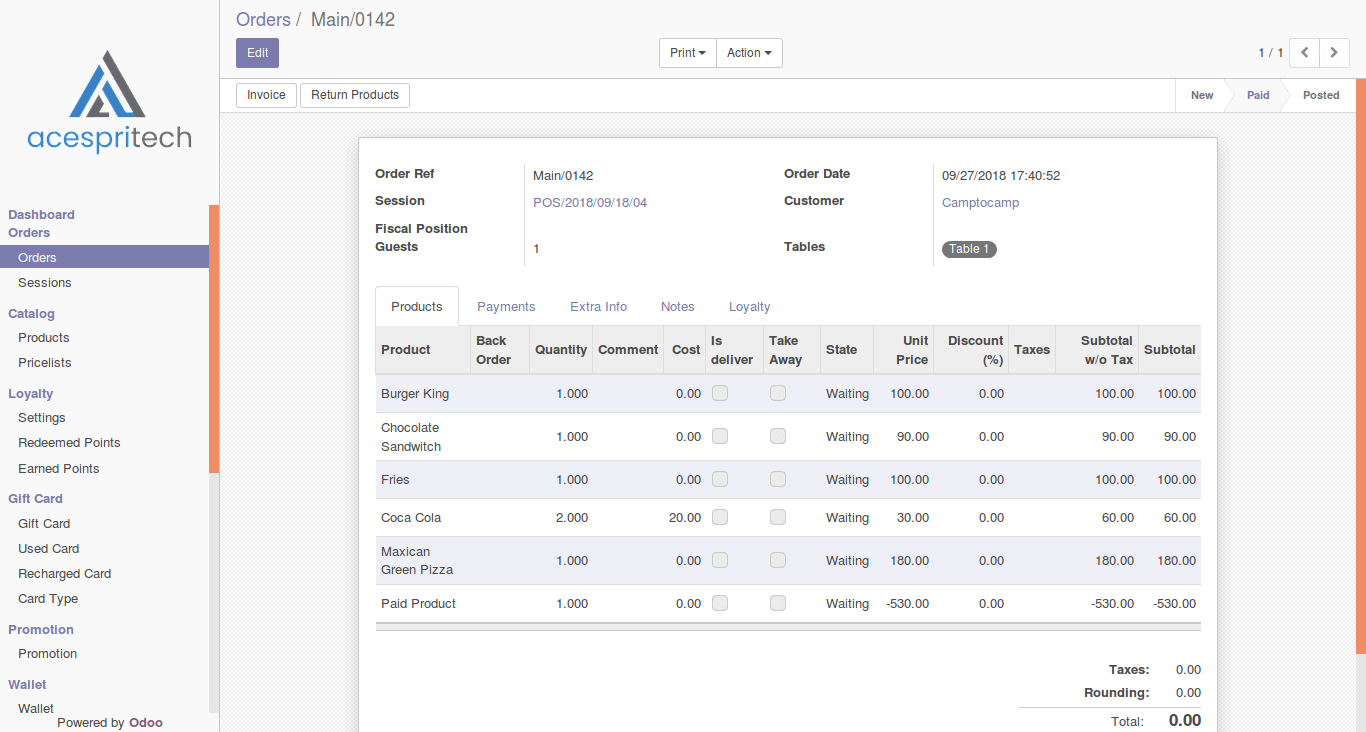 acespritech
Dashboard
Orders
Orders
Sessions
Catalog
Products
Pricelists
Loyalty
Settings
Redeemed Points
Earned Points
Gift Card
Gift Card
Used Card
Recharged Card
Card Type
Promotion
Promotion
Wallet
Wallet
Powered by Odoo
Orders / Main/0142
Edit
Print Action
1 / 1
Invoice Return Products
New Paid Posted
Order Ref Main/0142 Order Date 09/27/2018 17:40:52
Session POS/2018/09/18/04 Customer Camptocamp
Fiscal Position
Guests 1 Tables Table 1
Products Payments Extra Info Notes Loyalty
Product Back Order Quantity Comment Cost Is deliver Take Away State Unit Price Discount (%) Taxes Subtotal w/o Tax Subtotal
Burger King 1.000 0.00 Waiting 100.00 0.00 100.00 100.00
Chocolate Sandwitch 1.000 0.00 Waiting 90.00 0.00 90.00 90.00
Fries 1.000 0.00 Waiting 100.00 0.00 100.00 100.00
Coca Cola 2.000 20.00 Waiting 30.00 0.00 60.00 60.00
Maxican Green Pizza 1.000 0.00 Waiting 180.00 0.00 180.00 180.00
Paid Product 1.000 0.00 Waiting -530.00 0.00 -530.00 -530.00
Taxes: 0.00
Rounding: 0.00
Total: 0.00